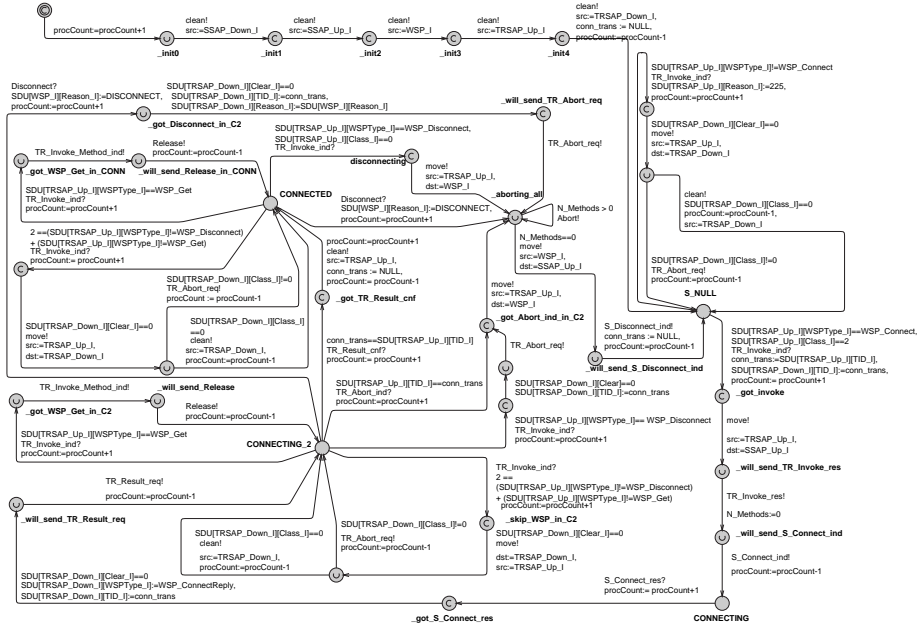 procCount:=procCount+1
_init0
clean!
src:=SSAP_Down_I
_init1
clean!
src:=SSAP_Up_I
_init2
clean!
src:=WSP_I
_init3
clean!
src:=TRSAP_Up_I
_init4
clean!
src:=TRSAP_Down_I,
conn_trans := NULL,
procCount:=procCount-1
Disconnect?
SDU[WSP_I][Reason_I]:=DISCONNECT,
procCount:=procCount+1
_got_Disconnect_in_C2
SDU[TRSAP_Down_I][Clear_I]==0
SDU[TRSAP_Down_I][TID_I]:=conn_trans,
SDU[TRSAP_Down_I][Reason_I]:=SDU[WSP_I][Reason_I]
_will_send_TR_Abort_req
TR_Abort_req!
SDU[TRSAP_Up_I][WSPType_I]!=WSP_Connect
TR_Invoke_ind?
SDU[WSP_I][Reason_I]:=225,
procCount:=procCount+1
SDU[TRSAP_Down_I][Clear_I]==0
move!
src:=TRSAP_Up_I,
dst:=TRSAP_Down_I
clean!
SDU[TRSAP_Down_I][Class_I]==0
procCount:=procCount-1,
src:=TRSAP_Down_I
SDU[TRSAP_Down_I][Class_I]!=0
TR_Abort_req!
procCount:=procCount-1
S_NULL
TR_Invoke_Method_ind!
_got_WSP_Get_in_CONN
Release!
procCount:=procCount-1
_will_send_Release_in_CONN
SDU[TRSAP_Up_I][WSPType_I]==WSP_Get
TR_Invoke_ind?
procCount:=procCount+1
SDU[TRSAP_Up_I][WSPType_I]==WSP_Disconnect,
SDU[TRSAP_Up_I][Class_I]==0
TR_Invoke_ind?
disconnecting
move!
src:=TRSAP_Up_I,
dst:=WSP_I
_aborting_all
CONNECTED
Disconnect?
SDU[WSP_I][Reason_I]:=DISCONNECT,
procCount:=procCount+1
N_Methods > 0
Abort!
N_Methods==0
move!
src:=WSP_I,
dst:=SSAP_Up_I
2 ==(SDU[TRSAP_Up_I][WSPType_I]!=WSP_Disconnect)
+ (SDU[TRSAP_Up_I][WSPType_I]!=WSP_Get)
TR_Invoke_ind?
procCount := procCount+1
SDU[TRSAP_Down_I][Class_I]!=0
TR_Abort_req!
procCount := procCount-1
SDU[TRSAP_Down_I][Clear_I]==0
move!
src:=TRSAP_Up_I,
dst:=TRSAP_Down_I
SDU[TRSAP_Down_I][Class_I]
==0
clean!
src:=TRSAP_Down_I,
procCount:=procCount-1
procCount:=procCount+1
clean!
src:=TRSAP_Up_I,
conn_trans := NULL,
procCount:=procCount-1
_got_TR_Result_cnf
conn_trans==SDU[TRSAP_Up_I][TID_I]
TR_Result_cnf?
procCount := procCount+1
move!
src:=TRSAP_Up_I,
dst:=WSP_I
_got_Abort_ind_in_C2
TR_Abort_req!
S_Disconnect_ind!
conn_trans := NULL,
procCount:=procCount-1
_will_send_S_Disconnect_ind
SDU[TRSAP_Up_I][WSPType_I]==WSP_Connect,
SDU[TRSAP_Up_I][Class_I]==2
TR_Invoke_ind?
conn_trans:=SDU[TRSAP_Up_I][TID_I],
SDU[TRSAP_Down_I][TID_I]:=conn_trans,
procCount := procCount+1
_got_invoke
TR_Invoke_Method_ind!
_got_WSP_Get_in_C2
_will_send_Release
Release!
procCount:=procCount-1
SDU[TRSAP_Up_I][WSPType_I]==WSP_Get
TR_Invoke_ind?
procCount:=procCount+1
CONNECTING_2
SDU[TRSAP_Up_I][TID_I]==conn_trans
TR_Abort_ind?
procCount:=procCount+1
SDU[TRSAP_Down_I][Clear]==0
SDU[TRSAP_Down_I][TID_I]:=conn_trans
SDU[TRSAP_Up_I][WSPType_I]== WSP_Disconnect
TR_Invoke_ind?
procCount:=procCount+1
move!
src:=TRSAP_Up_I,
dst:=SSAP_Up_I
_will_send_TR_Invoke_res
TR_Invoke_res!
N_Methods:=0
_will_send_S_Connect_ind
TR_Result_req!
procCount:=procCount-1
_will_send_TR_Result_req
TR_Invoke_ind?
2 ==
(SDU[TRSAP_Up_I][WSPType_I]!=WSP_Disconnect)
+ (SDU[TRSAP_Up_I][WSPType_I]!=WSP_Get)
procCount:=procCount+1
_skip_WSP_in_C2
SDU[TRSAP_Down_I][Class_I]==0
clean!
src:=TRSAP_Down_I,
procCount:=procCount-1
SDU[TRSAP_Down_I][Class_I]!=0
TR_Abort_req!
procCount:=procCount-1
SDU[TRSAP_Down_I][Clear_I]==0
move!
dst:=TRSAP_Down_I,
src:=TRSAP_Up_I
SDU[TRSAP_Down_I][Clear_I]==0
SDU[TRSAP_Down_I][WSPType_I]:=WSP_ConnectReply,
SDU[TRSAP_Down_I][TID_I]:=conn_trans
S_Connect_ind!
procCount:=procCount-1
S_Connect_res?
procCount:= procCount+1
_got_S_Connect_res
CONNECTING